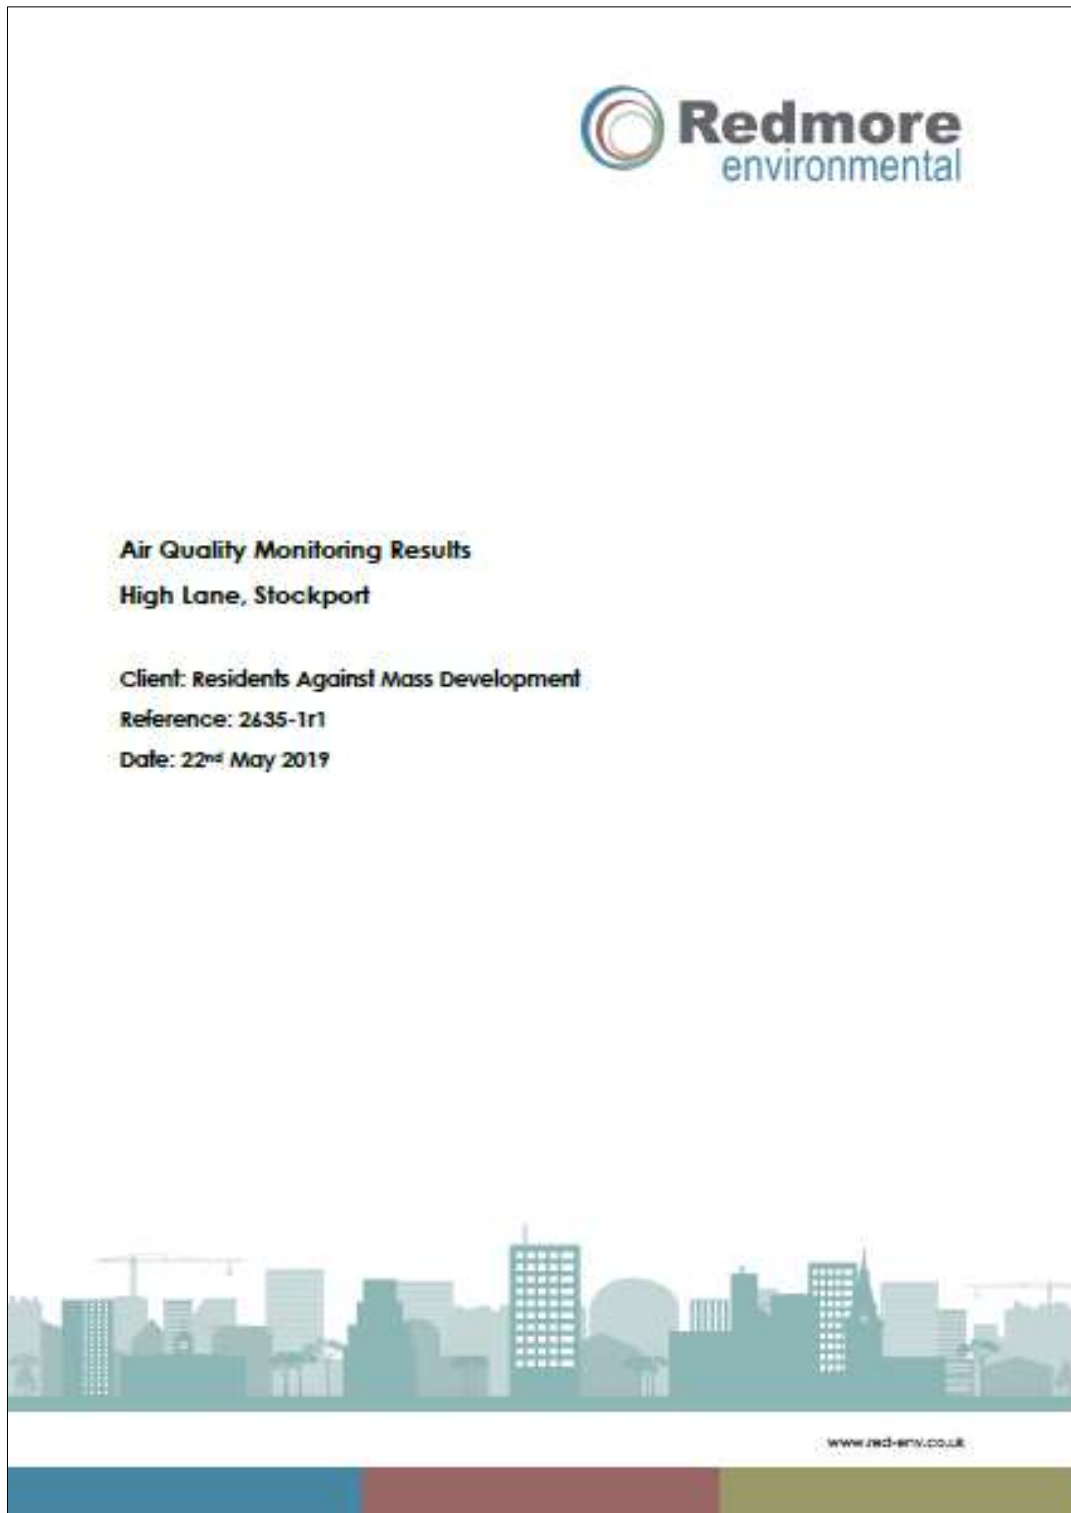 Redmore
environmental
Air Quality Monitoring Results
High Lane, Stockport
Client: Residents Against Mass Development
Reference: 2635-1r1
Date: 22nd May 2019
www.red-env.co.uk